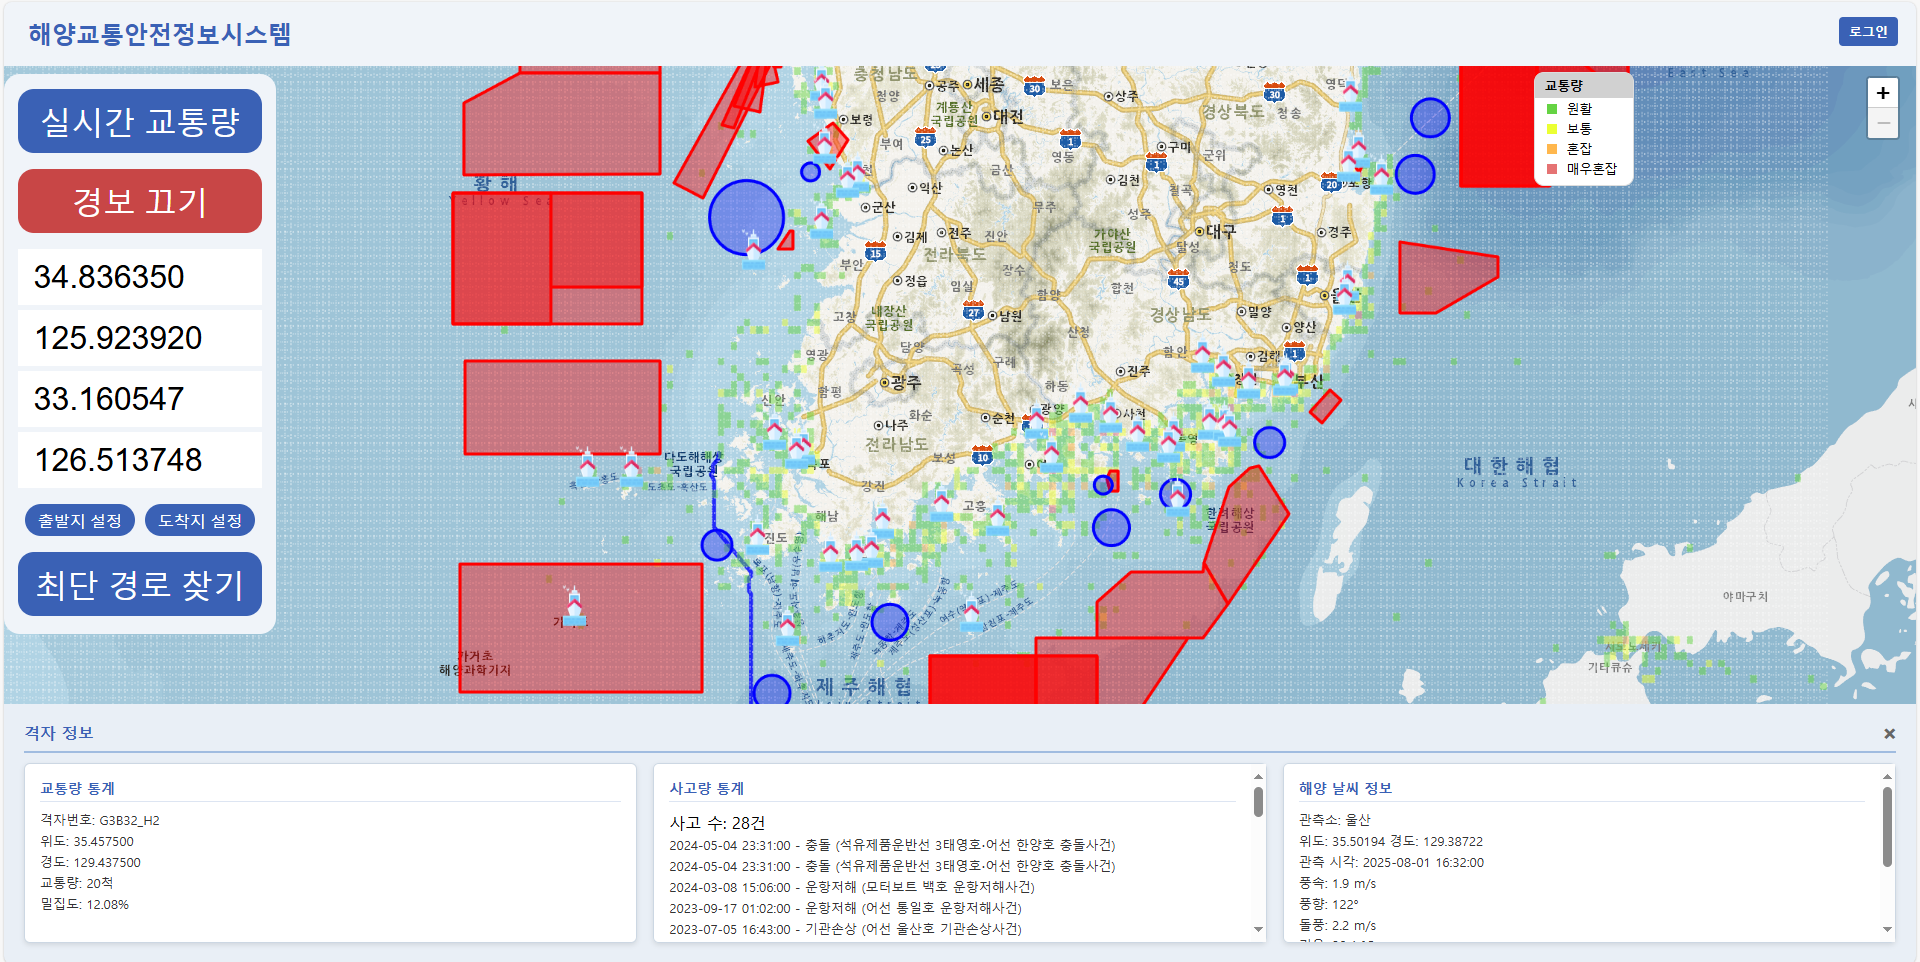 해양교통안전정보시스템
로그인
실시간 교통량
경보 끄기
34.836350
125.923920
33.160547
126.513748
출발지 설정
도착지 설정
최단 경로 찾기
교통량
원활
보통
혼잡
매우혼잡
+
−
East Sea
충청남도
공주
세종
보은
상주
영덕
청양
계룡산
국립공원
대전
경상북도
청송
보령
부여
논산
영동
구미
군위
금산
김천
칠곡
영천
황 해
Yellow Sea
익산
군산
무주
성주
김제
전주
진안
가야산
국립공원
대구
경주
달성
전라북도
부안
장수
청도
정읍
임실
함양
합천
내장산
국립공원
고창
남원
경상남도
밀양
산청
양산
담양
영광
구레
함안
김해
곡성
진주
부산
광주
하동
함평
신안
화순
순천
광양
사천
나주
전라남도
보성
다도해해상
국립공원
강진
해남
고흥
진도
한려해상
국립공원
대 한 해 협
Korea Strait
야마구치
기타큐슈
가거초
해양과학기지
제 주 해 협
30
30
25
1
1
20
1
15
45
1
27
1
10
격자 정보
×
교통량 통계
격자번호: G3B32_H2
위도: 35.457500
경도: 129.437500
교통량: 20척
밀집도: 12.08%
사고량 통계
사고 수: 28건
2024-05-04 23:31:00 - 충돌 (석유제품운반선 3태영호·어선 한양호 충돌사건)
2024-05-04 23:31:00 - 충돌 (석유제품운반선 3태영호·어선 한양호 충돌사건)
2024-03-08 15:06:00 - 운항저해 (모터보트 백호 운항저해사건)
2023-09-17 01:02:00 - 운항저해 (어선 통일호 운항저해사건)
2023-07-05 16:43:00 - 기관손상 (어선 울산호 기관손상사건)
해양 날씨 정보
관측소: 울산
위도: 35.50194 경도: 129.38722
관측 시각: 2025-08-01 16:32:00
풍속: 1.9 m/s
풍향: 122°
돌풍: 2.2 m/s